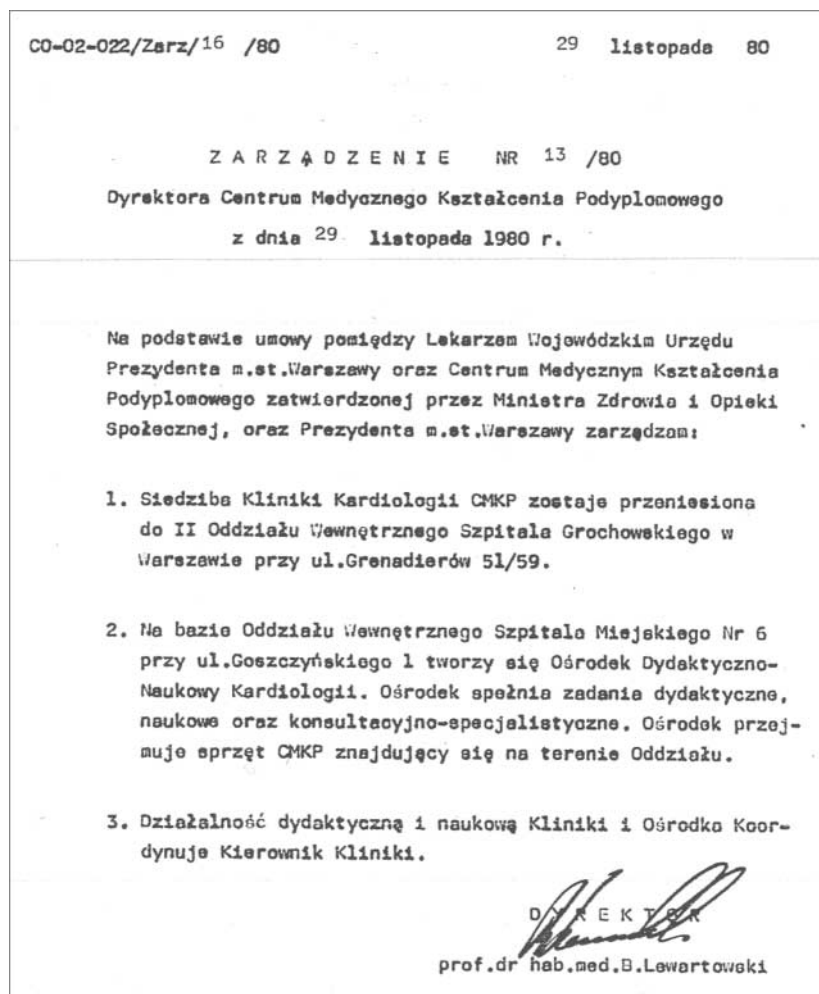 CO-02-022/Zarz/16 /80 29 listopada 80
ZARZĄDZENIE NR 13 /80
Dyrektora Centrum Medycznego Kształcenia Podyplomowego
z dnia 29 listopada 1980 r.
Na podstawie umowy pomiędzy Lekarzem Wojewódzkim Urzędu
Prezydenta m.st.Warszawy oraz Centrum Medycznym Kształcenia
Podyplomowego zatwierdzonej przez Ministra Zdrowia i Opieki
Społecznej, oraz Prezydenta m.st.Warszawy zarządzam:
1. Siedziba Kliniki Kardiologii CMKP zostaje przeniesiona
do II Oddziału Wewnętrznego Szpitala Grochowskiego w
Warszawie przy ul.Grenadierów 51/59.
2. Na bazie Oddziału Wewnętrznego Szpitala Miejskiego Nr 6
przy ul.Goszczyńskiego 1 tworzy się Ośrodek Dydaktyczno-
Naukowy Kardiologii. Ośrodek spełnia zadania dydaktyczne,
naukowe oraz konsultacyjno-specjalistyczne. Ośrodek przej-
muje sprzęt CMKP znajdujący się na terenie Oddziału.
3. Działalność dydaktyczną i naukową Kliniki i Ośrodka Koor-
dynuje Kierownik Kliniki.
DYREKTOR
prof.dr hab.med.B.Lewartowski